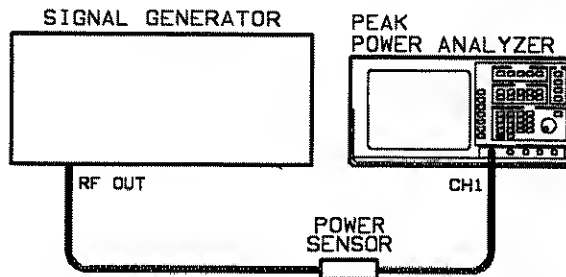 SIGNAL GENERATOR
PEAK
POWER ANALYZER
RF OUT
CH1
POWER
SENSOR